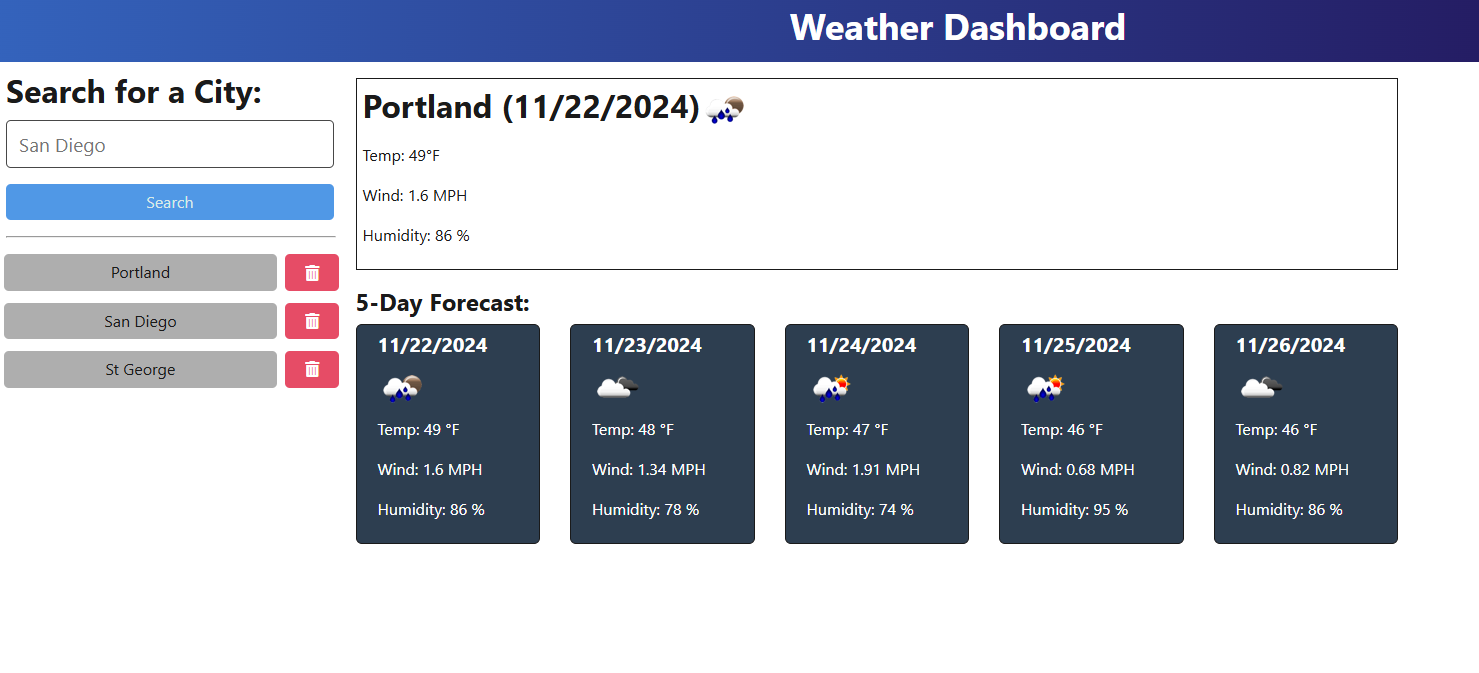 Weather Dashboard
Search for a City:
San Diego
Search
Portland
San Diego
St George
Portland (11/22/2024)
Temp: 49°F
Wind: 1.6 MPH
Humidity: 86 %
5-Day Forecast:
11/22/2024
Temp: 49 °F
Wind: 1.6 MPH
Humidity: 86 %
11/23/2024
Temp: 48 °F
Wind: 1.34 MPH
Humidity: 78 %
11/24/2024
Temp: 47 °F
Wind: 1.91 MPH
Humidity: 74 %
11/25/2024
Temp: 46 °F
Wind: 0.68 MPH
Humidity: 95 %
11/26/2024
Temp: 46 °F
Wind: 0.82 MPH
Humidity: 86 %